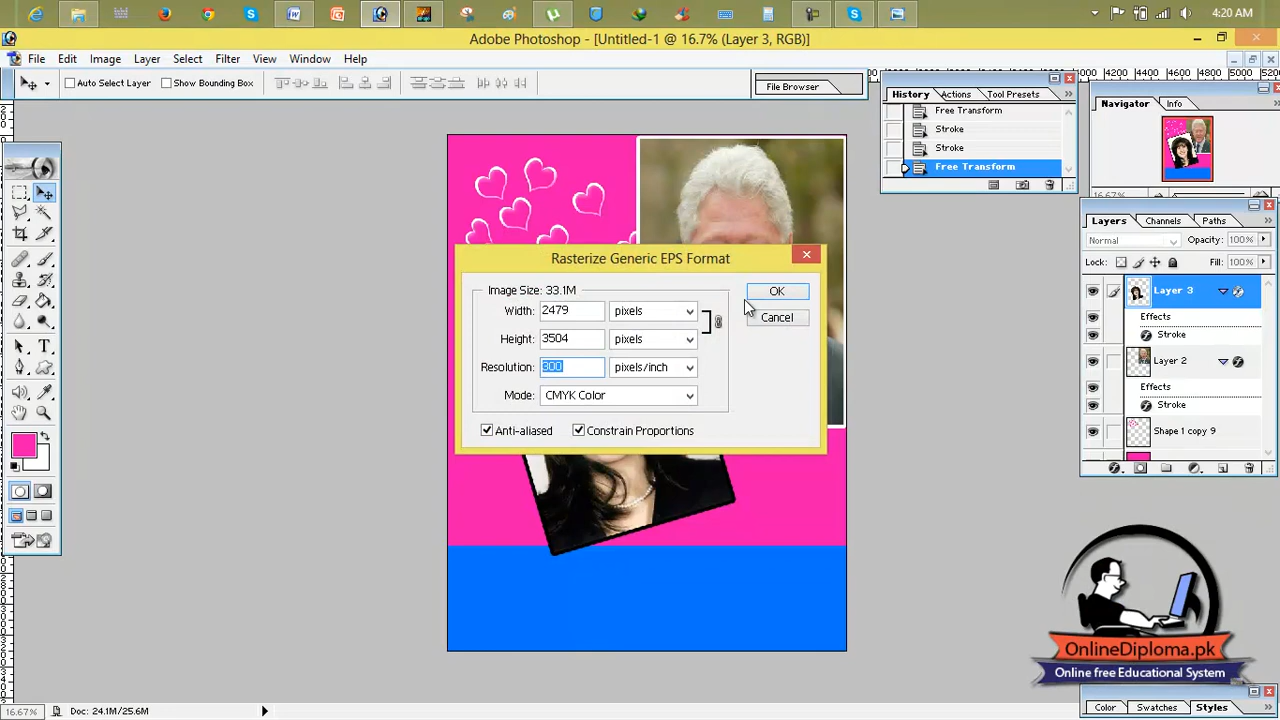 4:20 AM
Adobe Photoshop - [Untitled-1 @ 16.7% (Layer 3, RGB)]
File Edit Image Layer Select Filter View Window Help
Auto Select Layer Show Bounding Box
File Browser
4200 4400 4600 4800 5000
History Actions Tool Presets
Free Transform
Stroke
Stroke
Free Transform
Navigator Info
16.67%
Rasterize Generic EPS Format
Image Size: 33.1M
Width: 2479 pixels
Height: 3504 pixels
Resolution: 300 pixels/inch
Mode: CMYK Color
Anti-aliased Constrain Proportions
OK
Cancel
Layers Channels Paths
Normal Opacity: 100%
Lock: Fill: 100%
Layer 3
Effects
Stroke
Layer 2
Effects
Stroke
Shape 1 copy 9
OnlineDiploma.pk
Online free Educational System
Color Swatches Styles
16.67% Doc: 24.1M/25.6M